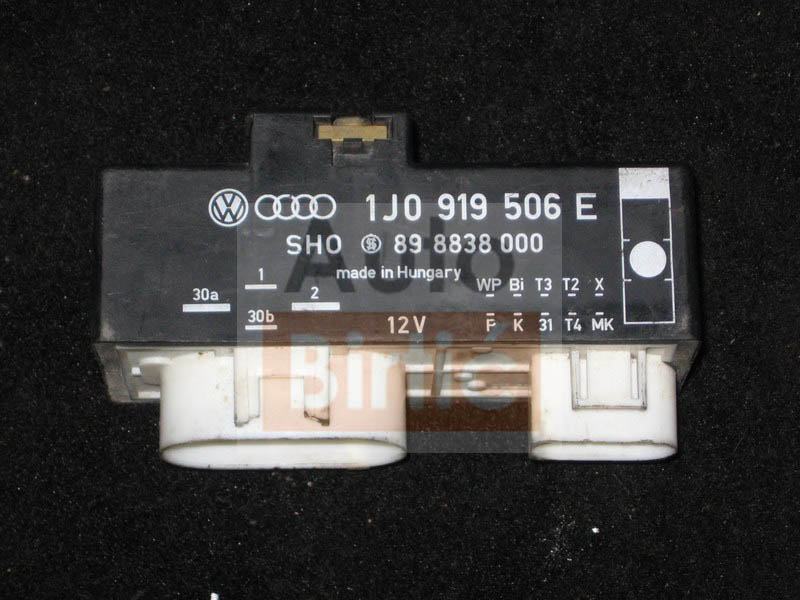 1J0 919 506 E
SHO 89 8838 000
made in Hungary
1
30a 2
30b
12V
WP Bi T3 T2 X
P K 31 T4 MK
Auto
Birlić